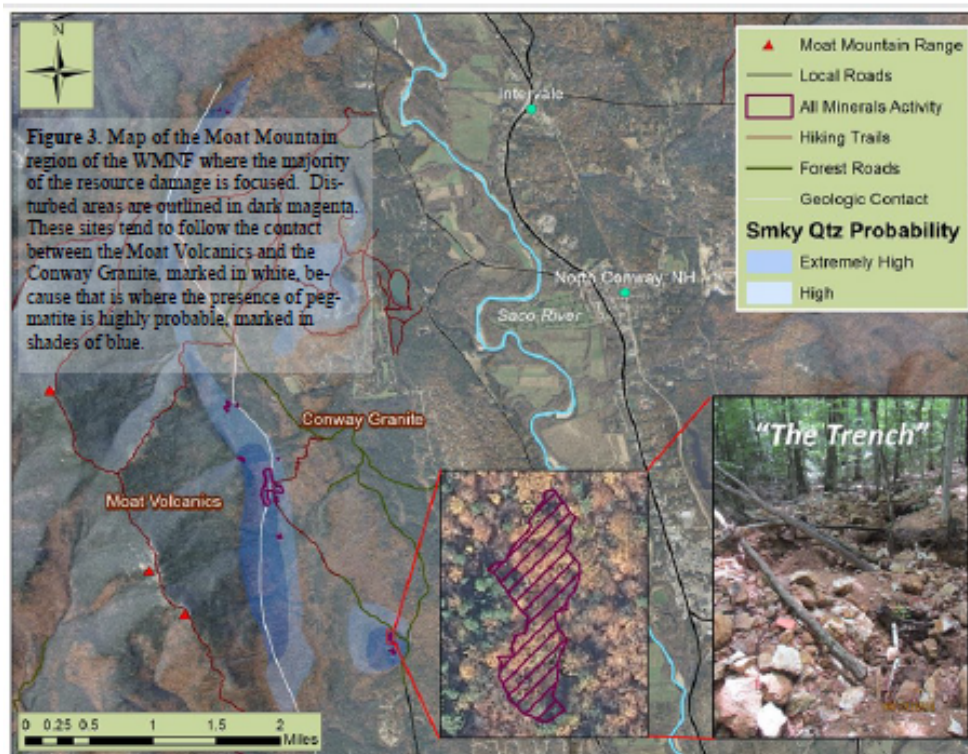 N
Figure 3. Map of the Moat Mountain
region of the WMNF where the majority
of the resource damage is focused. Dis-
turbed areas are outlined in dark magenta.
These sites tend to follow the contact
between the Moat Volcanics and the
Conway Granite, marked in white, be-
cause that is where the presence of peg-
matite is highly probable, marked in
shades of blue.
Moat Mountain Range
Local Roads
All Minerals Activity
Hiking Trails
Forest Roads
Geologic Contact
Smky Qtz Probability
Extremely High
High
Intervale
North Conway, NH
Saco River
Conway Granite
Moat Volcanics
"The Trench"
0 0.25 0.5 1 1.5 2
Miles